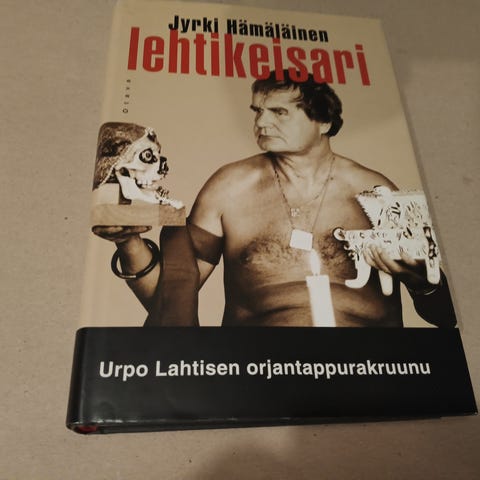 Jyrki Hämäläinen
lehtikeisari
Otava
Urpo Lahtisen orjantappurakruunu